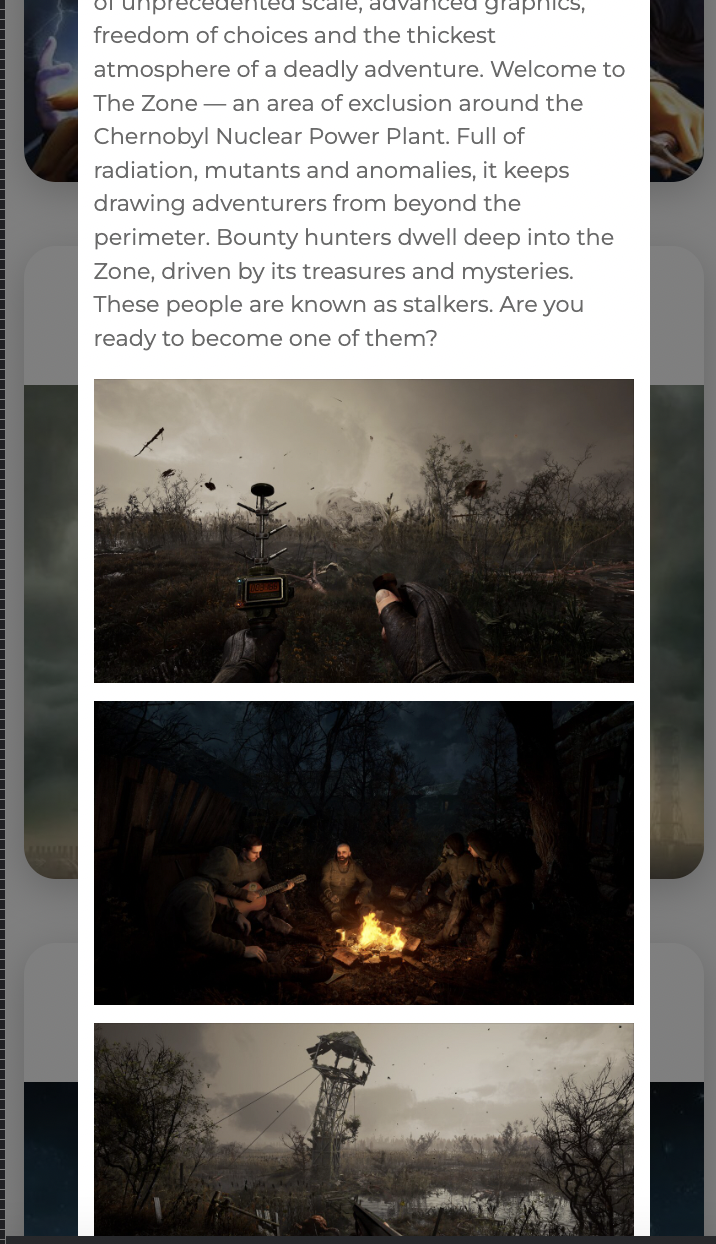 of unprecedented scale, advanced graphics,
freedom of choices and the thickest
atmosphere of a deadly adventure. Welcome to
The Zone — an area of exclusion around the
Chernobyl Nuclear Power Plant. Full of
radiation, mutants and anomalies, it keeps
drawing adventurers from beyond the
perimeter. Bounty hunters dwell deep into the
Zone, driven by its treasures and mysteries.
These people are known as stalkers. Are you
ready to become one of them?